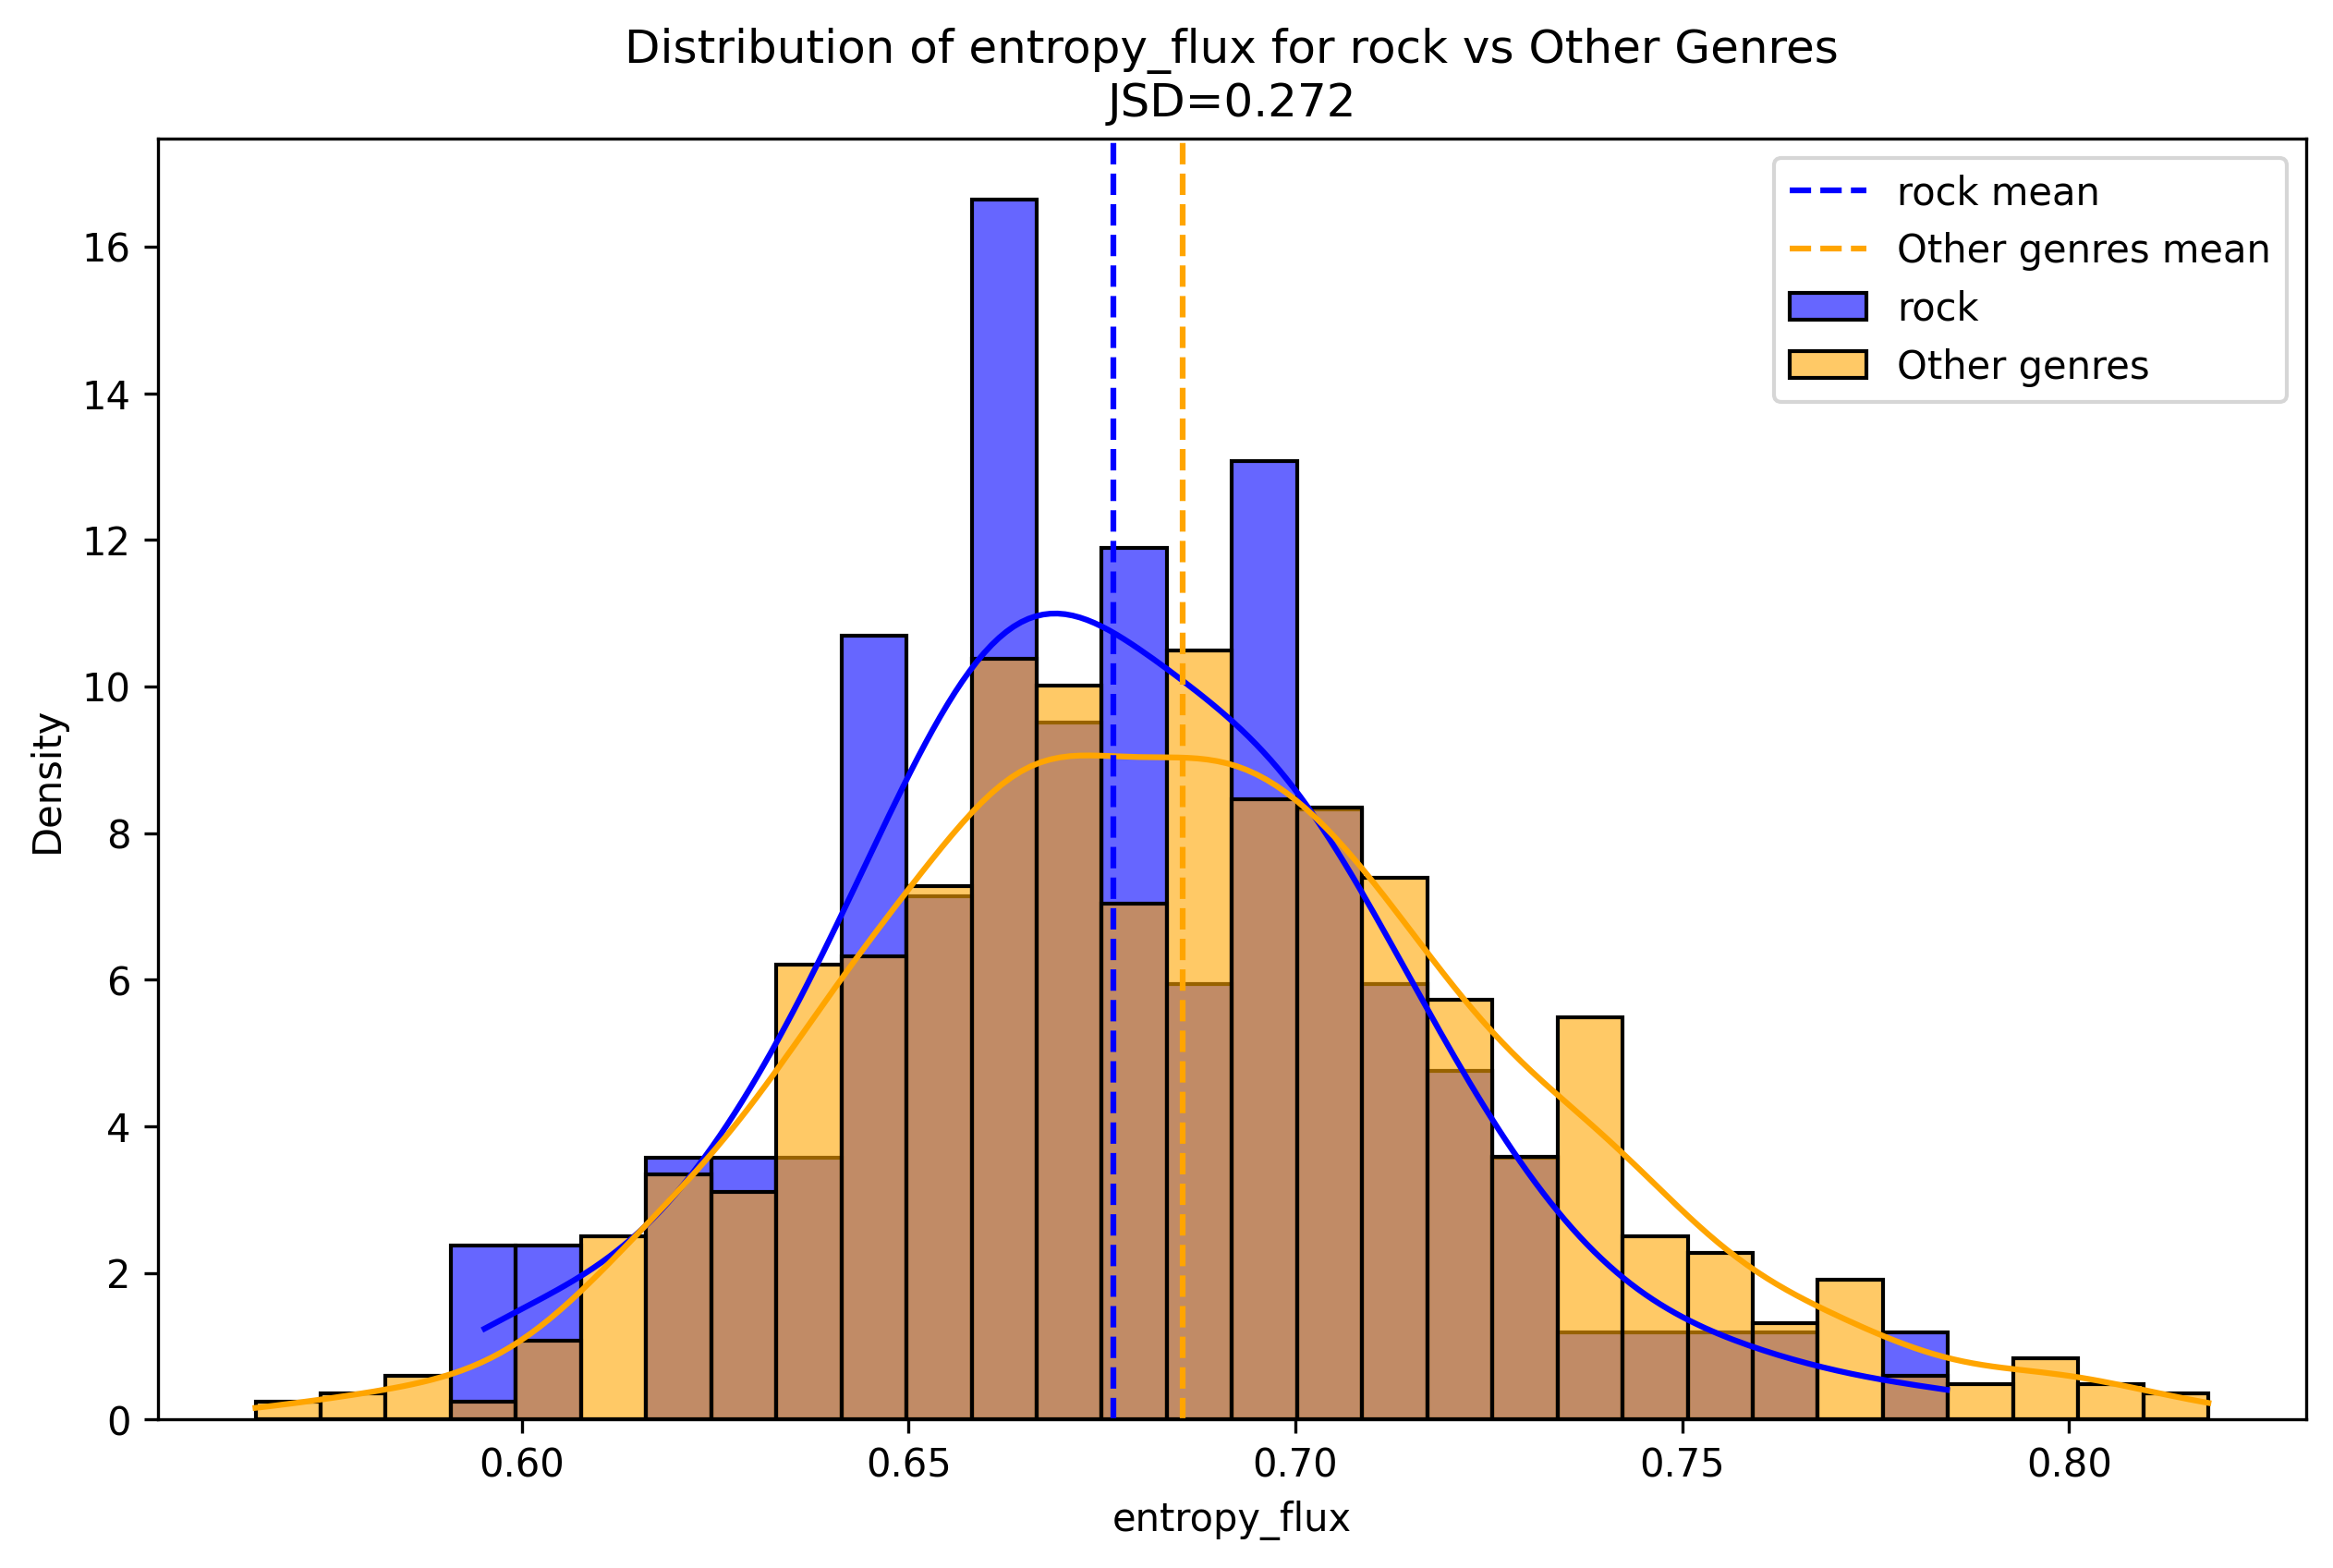 Distribution of entropy_flux for rock vs Other Genres
JSD=0.272
rock mean
Other genres mean
rock
Other genres
Density
16
14
12
10
8
6
4
2
0
0.60 0.65 0.70 0.75 0.80
entropy_flux